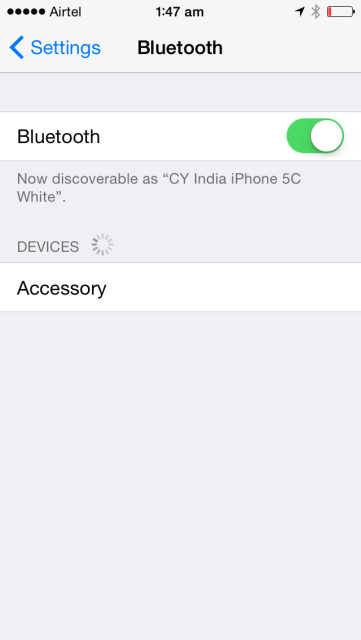 Airtel 1:47 am
Settings Bluetooth
Bluetooth
Now discoverable as “CY India iPhone 5C
White”.
DEVICES
Accessory